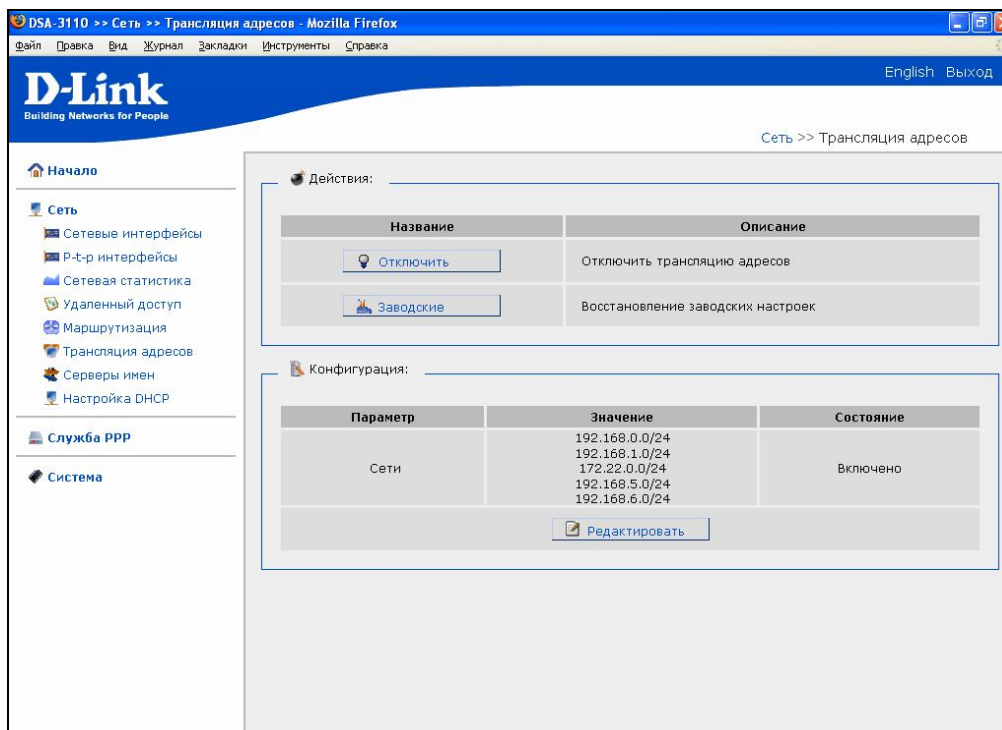 DSA-3110 >> Сеть >> Трансляция адресов - Mozilla Firefox
Файл Правка Вид Журнал Закладки Инструменты Справка
English Выход
D-Link
Building Networks for People
Сеть >> Трансляция адресов
Начало
Сеть
Сетевые интерфейсы
P-t-p интерфейсы
Сетевая статистика
Удаленный доступ
Маршрутизация
Трансляция адресов
Серверы имен
Настройка DHCP
Служба PPP
Система
Действия:
Название Описание
Отключить Отключить трансляцию адресов
Заводские Восстановление заводских настроек
Конфигурация:
Параметр Значение Состояние
192.168.0.0/24
192.168.1.0/24
Сети 172.22.0.0/24 Включено
192.168.5.0/24
192.168.6.0/24
Редактировать